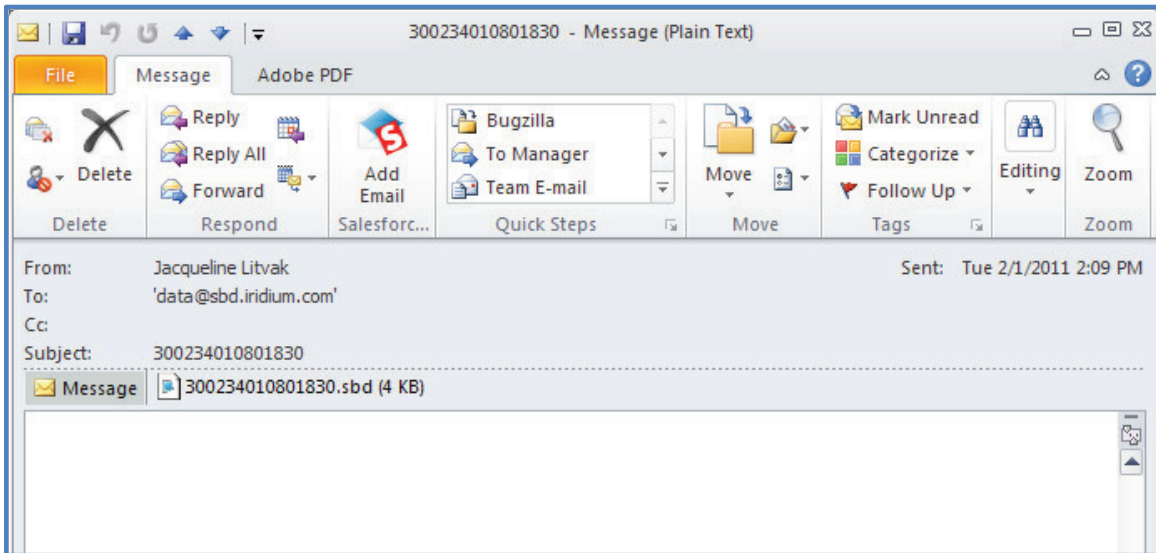 300234010801830 - Message (Plain Text)
File Message Adobe PDF
Delete
Reply
Reply All
Forward
Add Email
Bugzilla
To Manager
Team E-mail
Move
Mark Unread
Categorize
Follow Up
Editing
Zoom
Delete Respond Salesforc... Quick Steps Move Tags Zoom
From: Jacqueline Litvak Sent: Tue 2/1/2011 2:09 PM
To: 'data@sbd.iridium.com'
Cc:
Subject: 300234010801830
Message 300234010801830.sbd (4 KB)